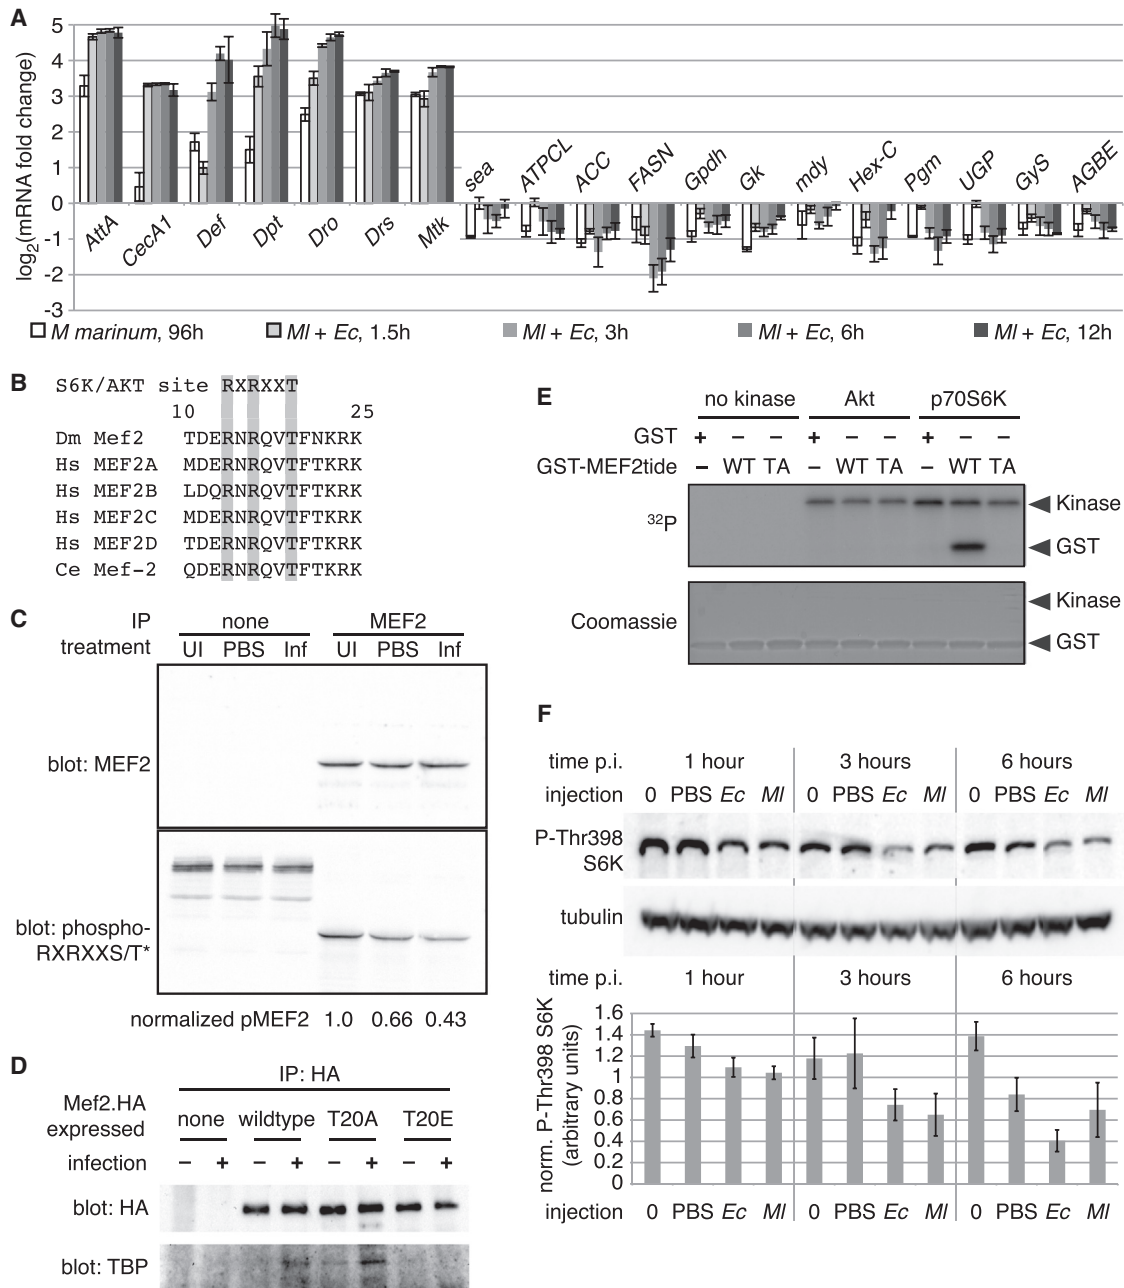 A
5
4
3
2
1
0
-1
-2
-3
log2(mRNA fold change)
AttA CecA1 Def Dpt Dro Drs Mtk
sea ATPCL ACC FASN Gpdh Gk mdy Hex-C Pgm UGP GyS AGBE
M marinum, 96h Ml + Ec, 1.5h Ml + Ec, 3h Ml + Ec, 6h Ml + Ec, 12h
B
S6K/AKT site RXRXXT
10 25
Dm Mef2 TDERNRQVTFNKRK
Hs MEF2A MDERNRQVTFTKRK
Hs MEF2B LDQRNRQVTFTKRK
Hs MEF2C MDERNRQVTFTKRK
Hs MEF2D TDERNRQVTFTKRK
Ce Mef-2 QDERNRQVTFTKRK
C
IP none MEF2
treatment UI PBS Inf UI PBS Inf
blot: MEF2
blot: phospho-
RXRXXS/T*
normalized pMEF2 1.0 0.66 0.43
D
IP: HA
Mef2.HA
expressed
none wildtype T20A T20E
infection – + – + – + – +
blot: HA
blot: TBP
E
no kinase Akt p70S6K
GST + – – + – – + – –
GST-MEF2tide – WT TA – WT TA – WT TA
32P
Kinase
GST
Coomassie
Kinase
GST
F
time p.i. 1 hour 3 hours 6 hours
injection 0 PBS Ec Ml 0 PBS Ec Ml 0 PBS Ec Ml
P-Thr398
S6K
tubulin
time p.i. 1 hour 3 hours 6 hours
norm. P-Thr398 S6K
(arbitrary units)
1.6
1.4
1.2
1
0.8
0.6
0.4
0.2
0
injection 0 PBS Ec Ml 0 PBS Ec Ml 0 PBS Ec Ml